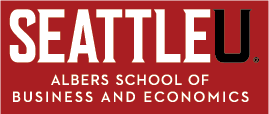 SEATTLEU®
ALBERS SCHOOL OF
BUSINESS AND ECONOMICS